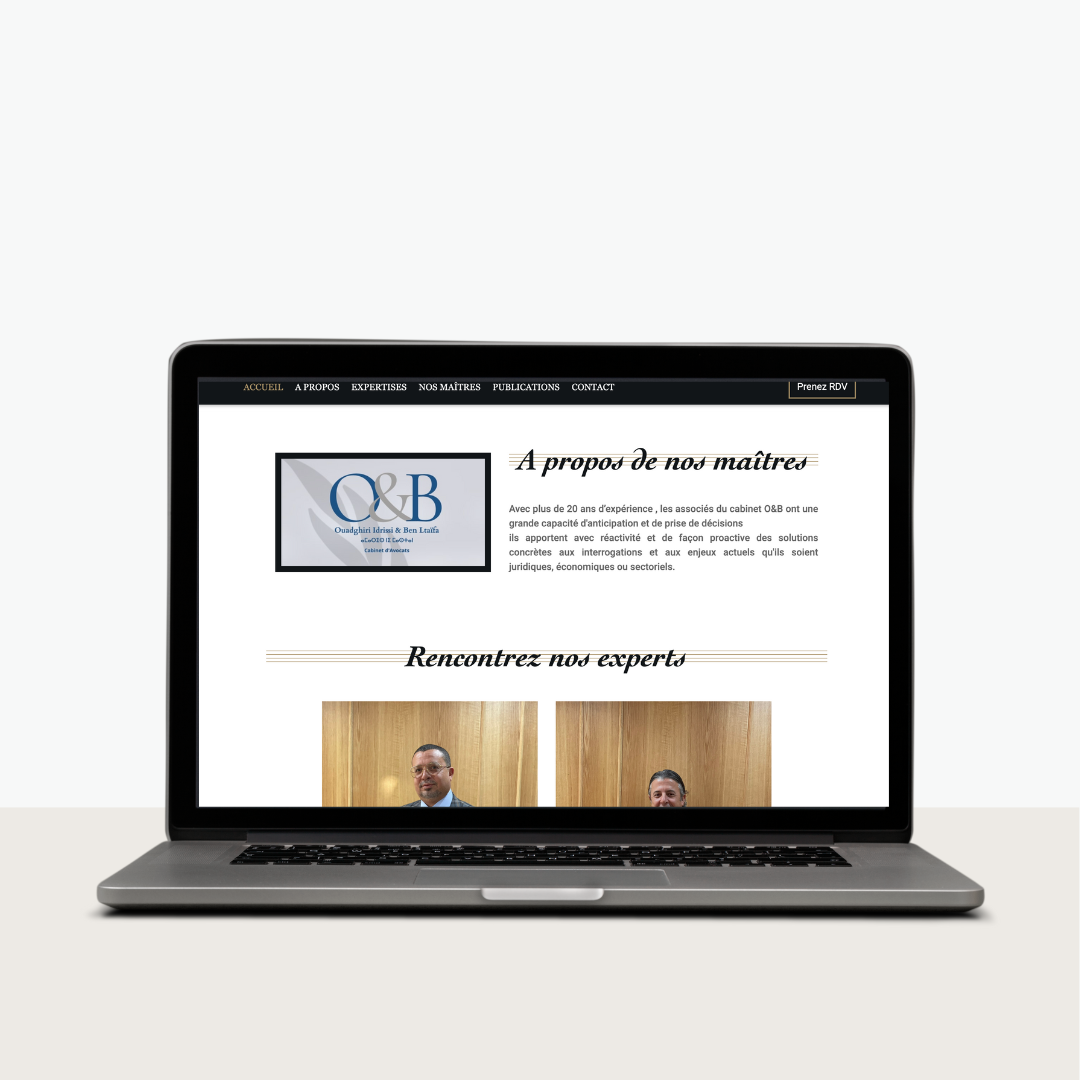 ACCUEIL A PROPOS EXPERTISES NOS MAÎTRES PUBLICATIONS CONTACT Prenez RDV
A propos de nos maîtres
O&B
Ouadghiri Idrissi & Ben Ltaïfa
Cabinet d'avocats
Avec plus de 20 ans d'expérience , les associés du cabinet O&B ont une
grande capacité d'anticipation et de prise de décisions
ils apportent avec réactivité et de façon proactive des solutions
concrètes aux interrogations et aux enjeux actuels qu'ils soient
juridiques, économiques ou sectoriels.
Rencontrez nos experts